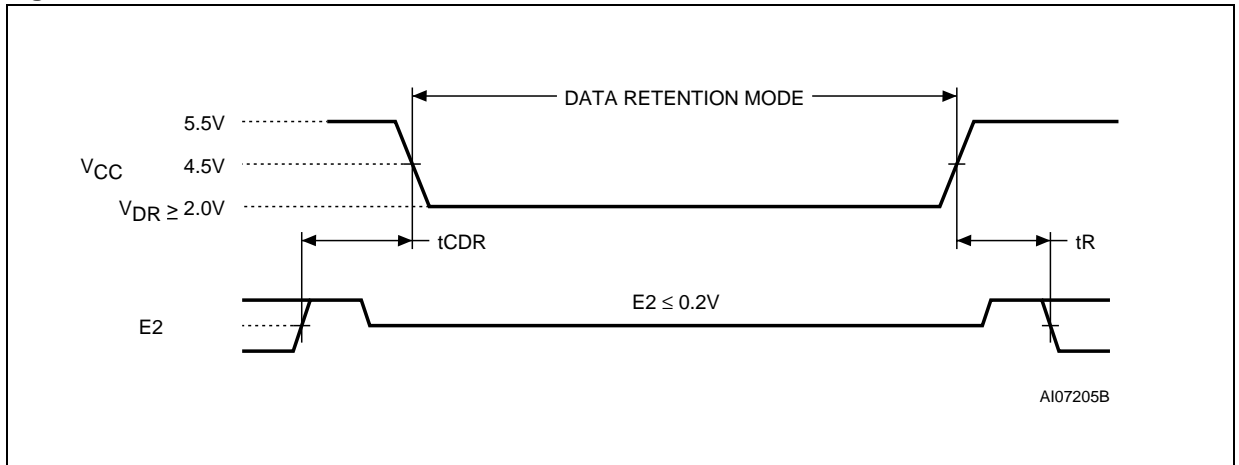 DATA RETENTION MODE
5.5V
VCC 4.5V
VDR ≥ 2.0V
tCDR
tR
E2 ≤ 0.2V
E2
AI07205B